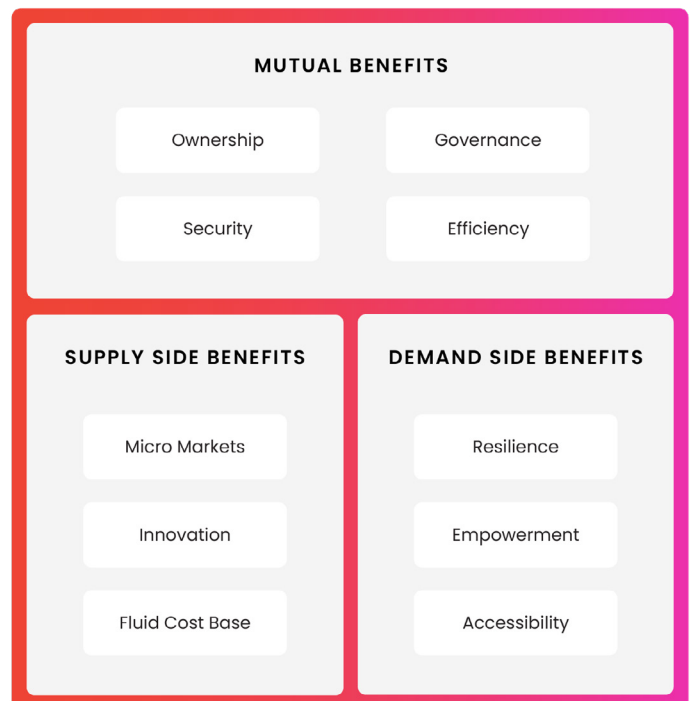 MUTUAL BENEFITS
Ownership
Governance
Security
Efficiency
SUPPLY SIDE BENEFITS
Micro Markets
Innovation
Fluid Cost Base
DEMAND SIDE BENEFITS
Resilience
Empowerment
Accessibility